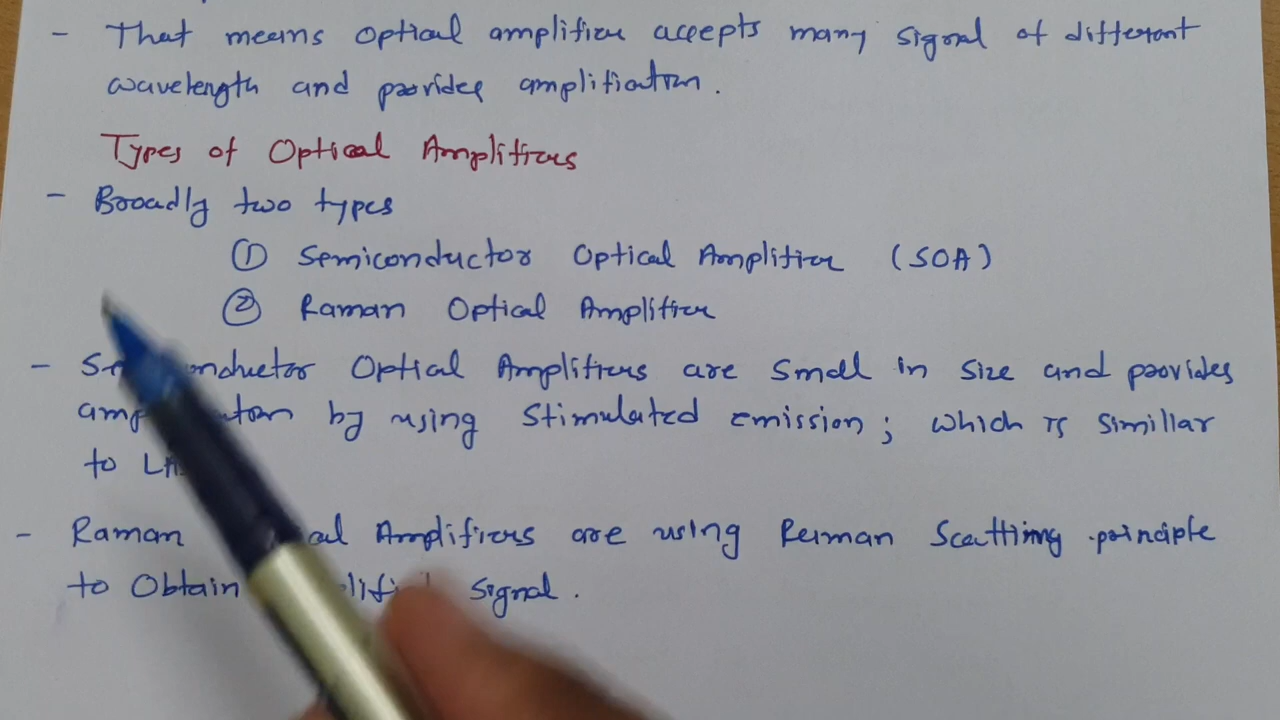 - That means Optical amplifier accepts many signal of different
wavelength and provides amplification.
Types of Optical Amplifiers
- Broadly two types
① Semiconductor Optical Amplifier (SOA)
② Raman Optical Amplifier
- Optical Amplifiers are small in size and provides
by using stimulated emission; which is simillar
to
- Raman Amplifiers are using Raman Scattring principle
to Obtain signal.